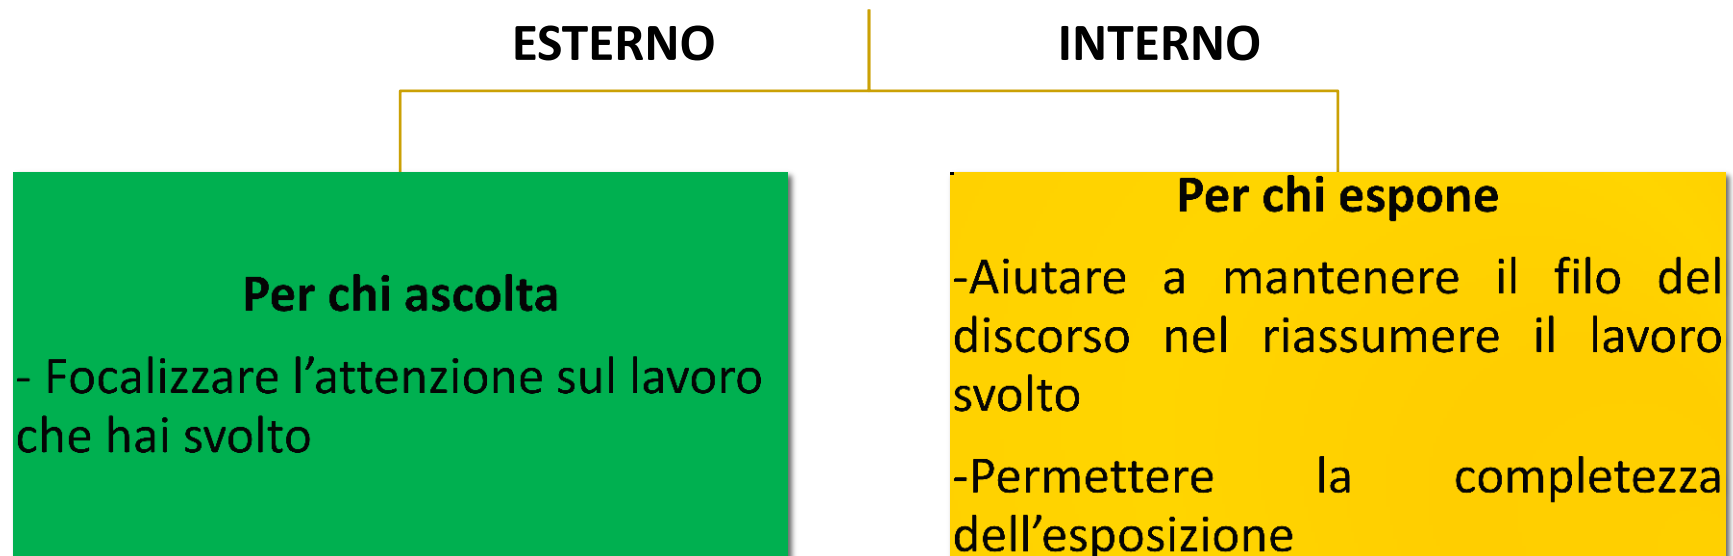 ESTERNO
INTERNO
Per chi ascolta
- Focalizzare l’attenzione sul lavoro
che hai svolto
Per chi espone
-Aiutare a mantenere il filo del
discorso nel riassumere il lavoro
svolto
-Permettere la completezza
dell’esposizione